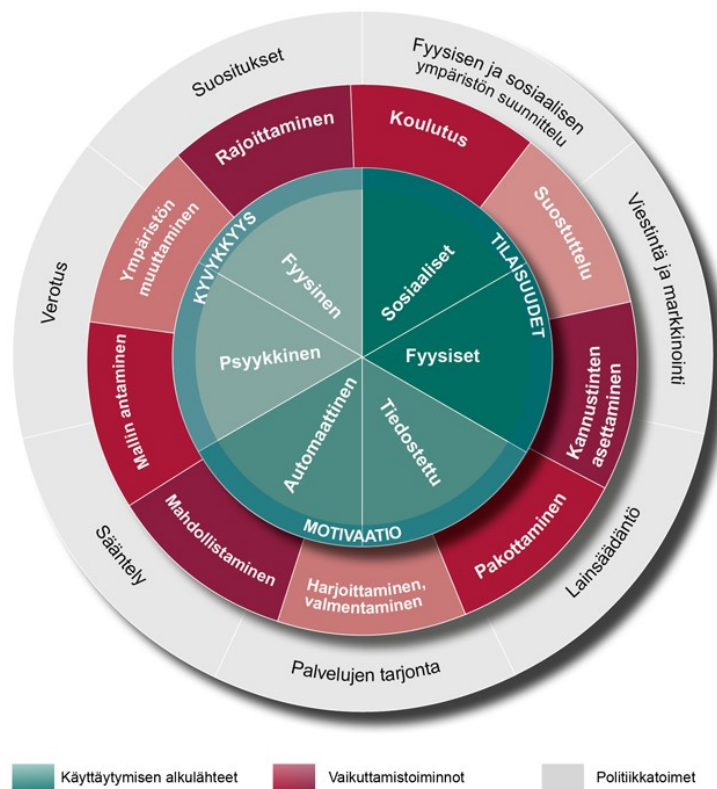 Suositukset
Fyysisen ja sosiaalisen
ympäristön suunnittelu
Viestintä ja markkinointi
Lainsäädäntö
Palvelujen tarjonta
Sääntely
Verotus
Rajoittaminen
Koulutus
Suostuttelu
Kannustinten
asettaminen
Pakottaminen
Harjoittaminen,
valmentaminen
Mahdollistaminen
Mallin antaminen
Ympäristön
muuttaminen
KYVYKKYYS
TILAISUUDET
MOTIVAATIO
Fyysinen
Sosiaaliset
Fyysiset
Tiedostettu
Automaattinen
Psyykkinen
Käyttäytymisen alkulähteet
Vaikuttamistoiminnot
Politiikkatoimet